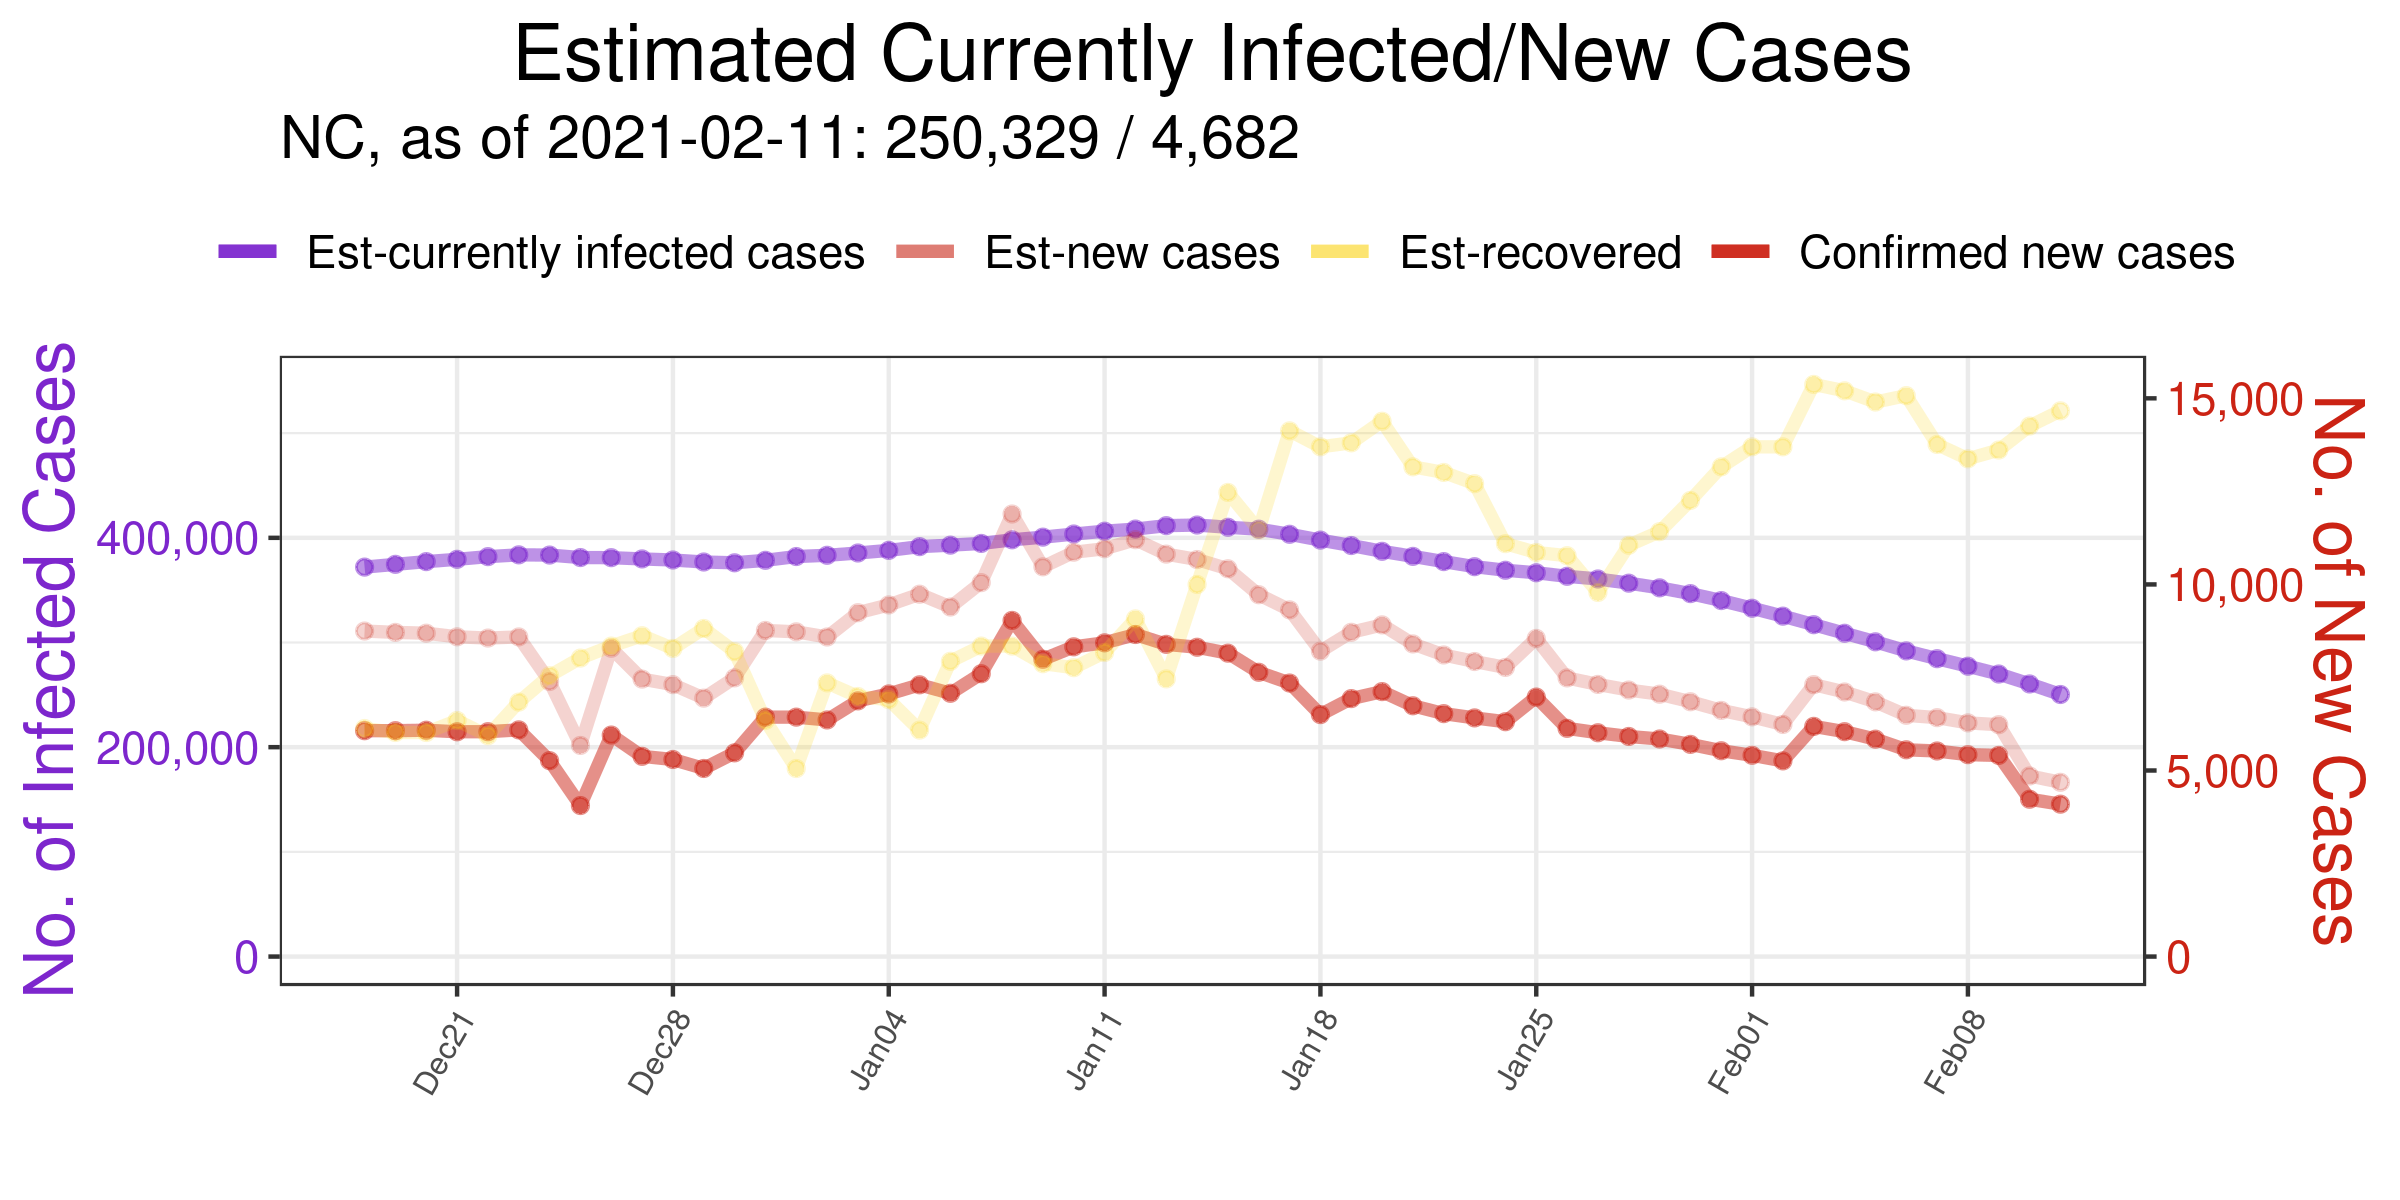 Estimated Currently Infected/New Cases
NC, as of 2021-02-11: 250,329 / 4,682
Est-currently infected cases Est-new cases Est-recovered Confirmed new cases
No. of Infected Cases
400,000
200,000
0
15,000
10,000
5,000
0
No. of New Cases
Dec21 Dec28 Jan04 Jan11 Jan18 Jan25 Feb01 Feb08